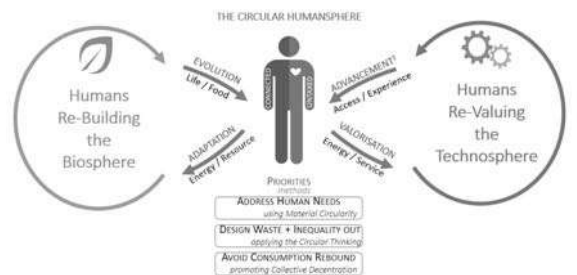 THE CIRCULAR HUMANSPHERE
Humans
Re-Building
the
Biosphere
EVOLUTION
Life / Food
ADAPTATION
Energy / Resource
CONNECTED
ADVANCEMENT¹
Access / Experience
VALORISATION
Energy / Service
Humans
Re-Valuing
the
Technosphere
PRIORITIES
methods
ADDRESS HUMAN NEEDS
using Material Circularity
DESIGN WASTE + INEQUALITY OUT
applying the Circular Thinking
AVOID CONSUMPTION REBOUND
promoting Collective Decentration